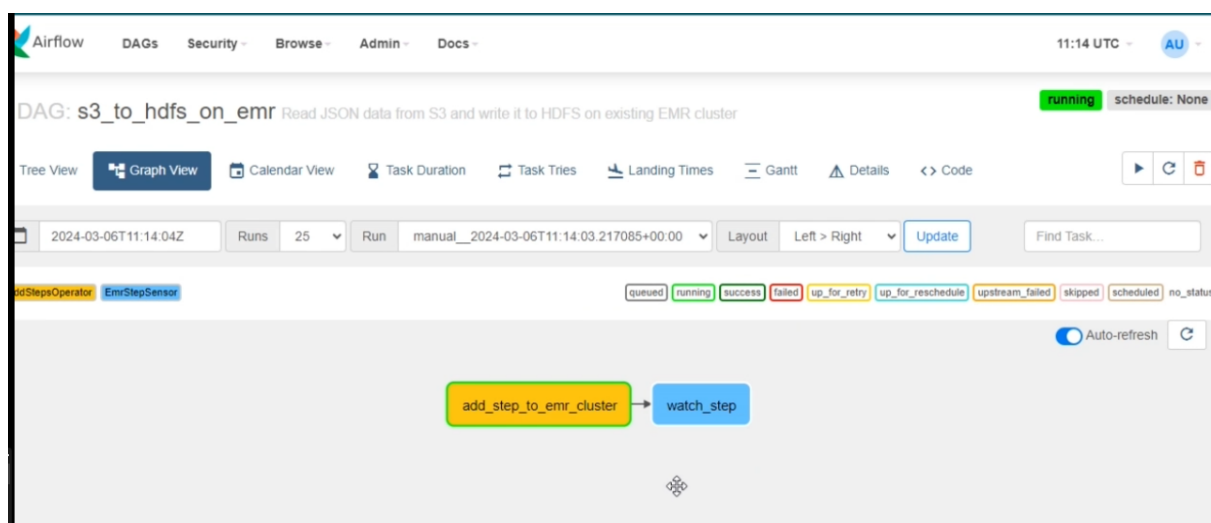 Airflow DAGs Security Browse Admin Docs 11:14 UTC AU
DAG: s3_to_hdfs_on_emr Read JSON data from S3 and write it to HDFS on existing EMR cluster running schedule: None
Tree View Graph View Calendar View Task Duration Task Tries Landing Times Gantt Details <> Code
2024-03-06T11:14:04Z Runs 25 Run manual__2024-03-06T11:14:03.217085+00:00 Layout Left > Right Update Find Task...
ddStepsOperator EmrStepSensor queued running success failed up_for_retry up_for_reschedule upstream_failed skipped scheduled no_status
Auto-refresh
add_step_to_emr_cluster watch_step